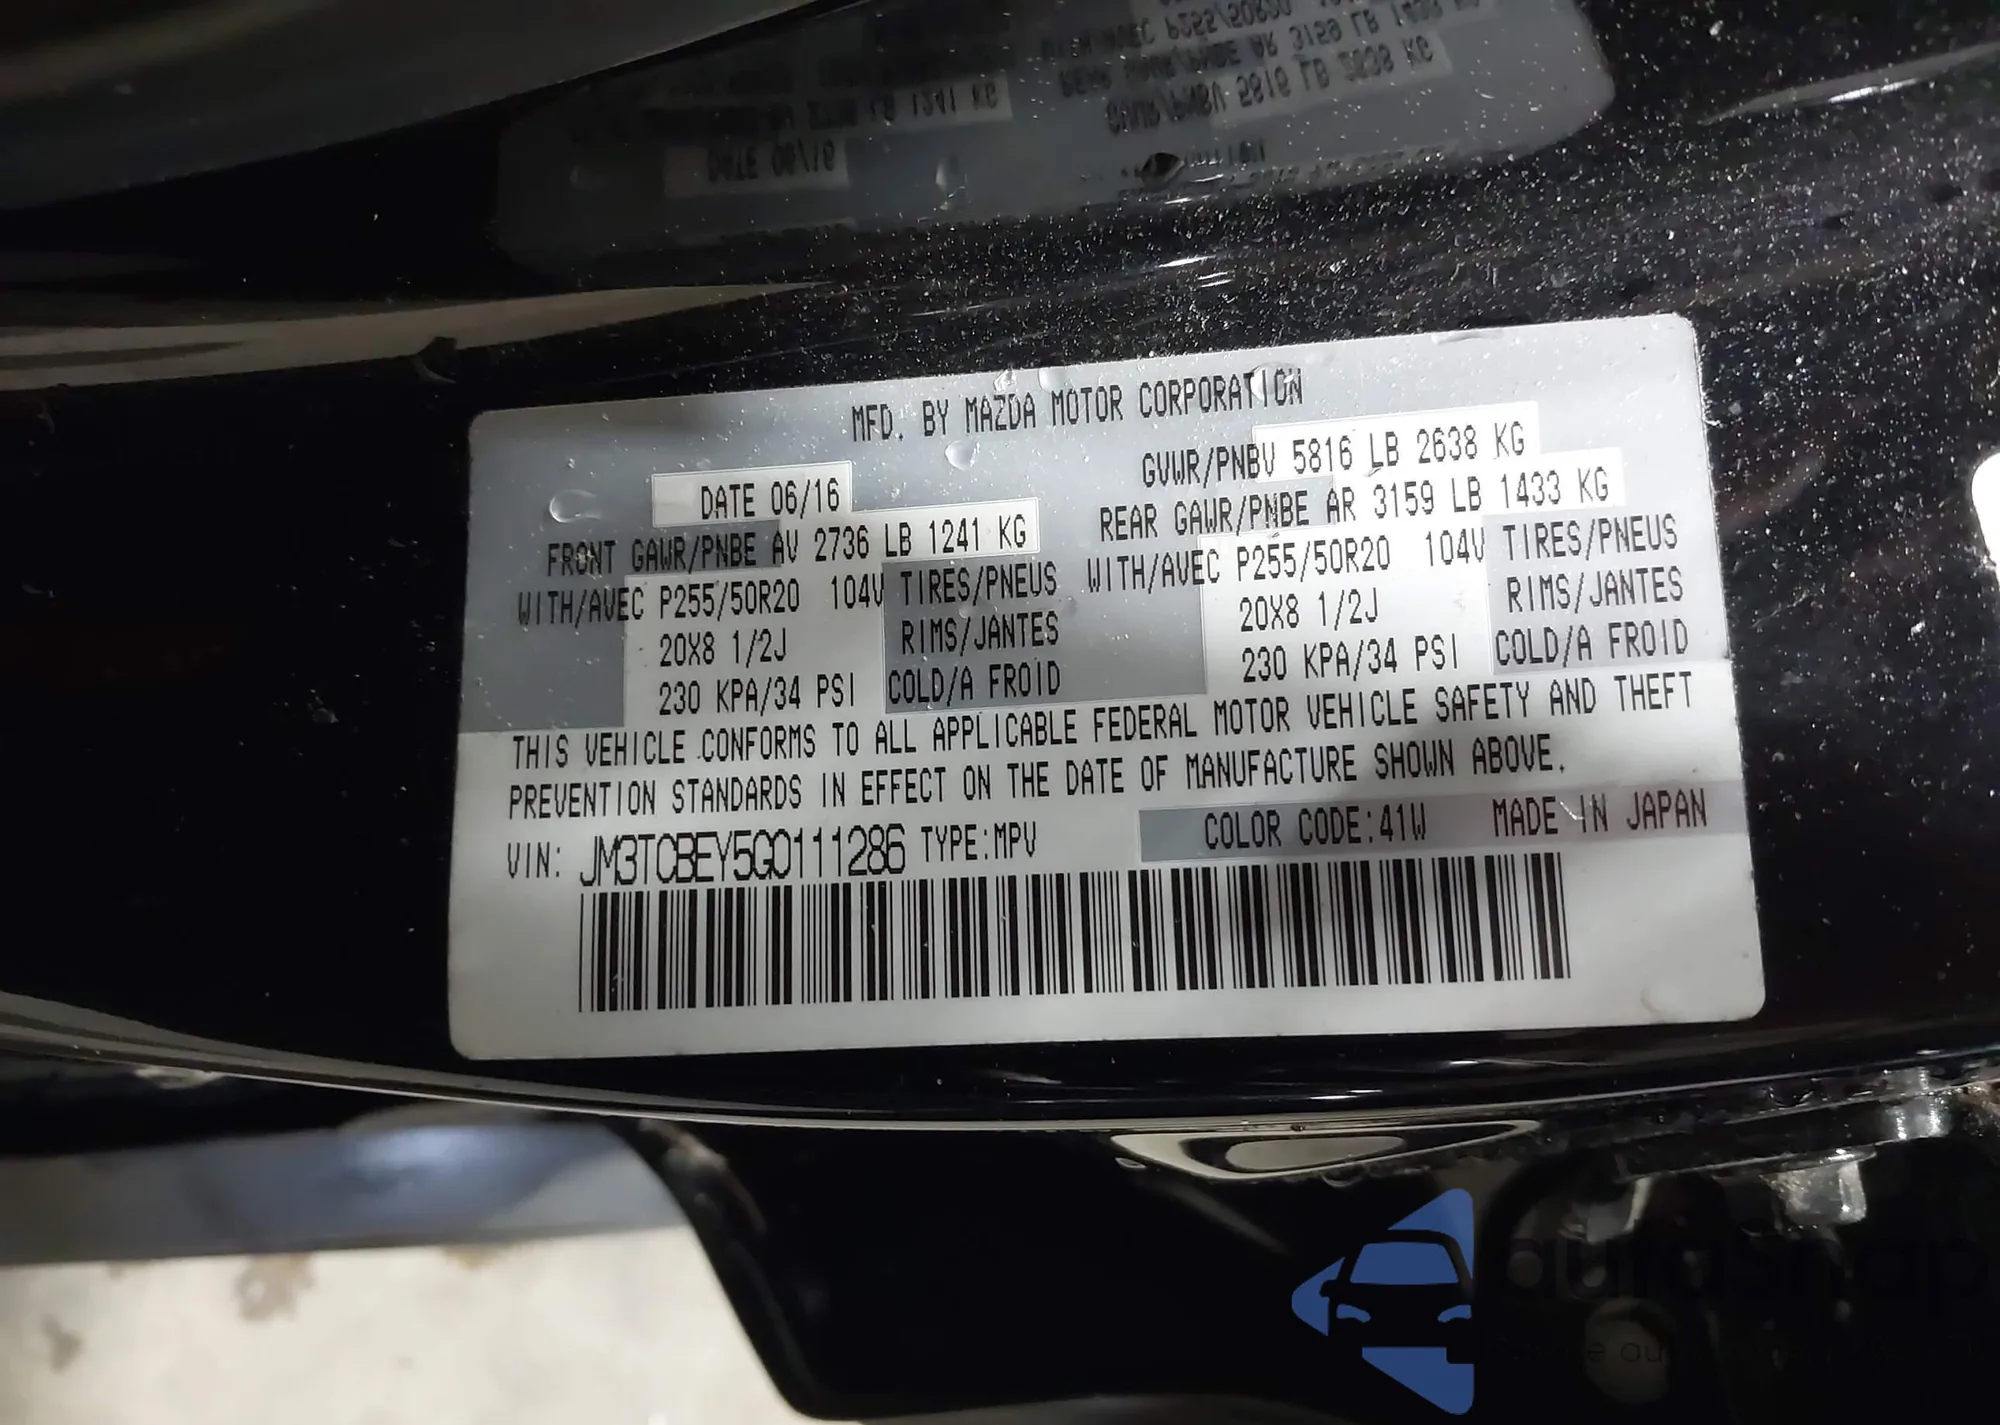 MFD. BY MAZDA MOTOR CORPORATION
GVWR/PNBV 5816 LB 2638 KG
DATE 06/16
REAR GAWR/PNBE AR 3159 LB 1433 KG
FRONT GAWR/PNBE AV 2736 LB 1241 KG
WITH/AVEC P255/50R20 104V TIRES/PNEUS
WITH/AVEC P255/50R20 104V TIRES/PNEUS
20X8 1/2J RIMS/JANTES
20X8 1/2J RIMS/JANTES
230 KPA/34 PSI COLD/A FROID
230 KPA/34 PSI COLD/A FROID
THIS VEHICLE CONFORMS TO ALL APPLICABLE FEDERAL MOTOR VEHICLE SAFETY AND THEFT
PREVENTION STANDARDS IN EFFECT ON THE DATE OF MANUFACTURE SHOWN ABOVE.
VIN: JM3TCBEY5G0111286 TYPE:MPV
COLOR CODE:41W MADE IN JAPAN
autosnap